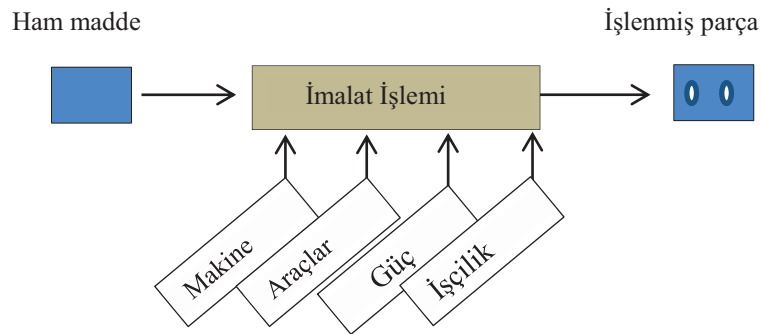 Ham madde
İşlenmiş parça
İmalat İşlemi
Makine
Araçlar
Güç
İşçilik